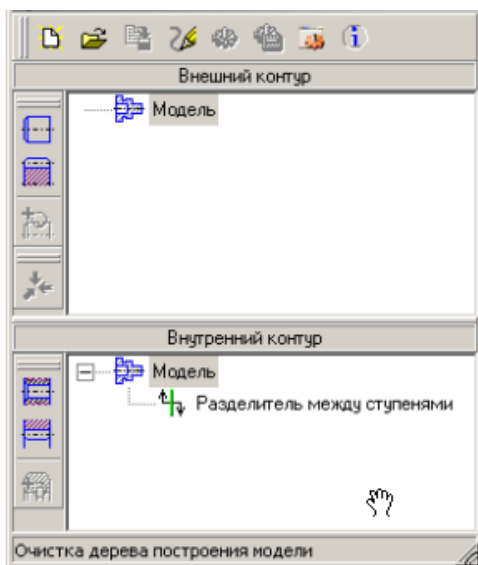 Внешний контур
Модель
Внутренний контур
Модель
Разделитель между ступенями
Очистка дерева построения модели